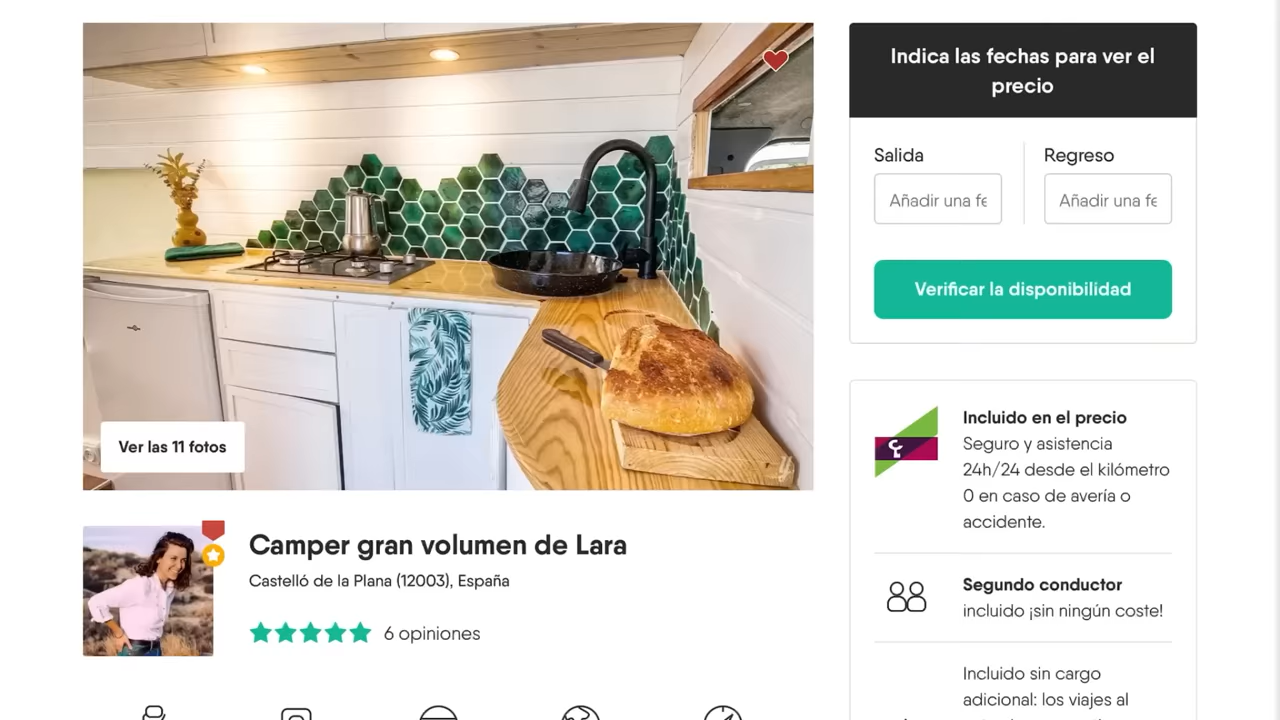 Indica las fechas para ver el
precio
Salida
Regreso
Añadir una fe
Añadir una fe
Verificar la disponibilidad
Ver las 11 fotos
Incluido en el precio
Seguro y asistencia
24h/24 desde el kilómetro
0 en caso de avería o
accidente.
Camper gran volumen de Lara
Castelló de la Plana (12003), España
6 opiniones
Segundo conductor
incluido ¡sin ningún coste!
Incluido sin cargo
adicional: los viajes al